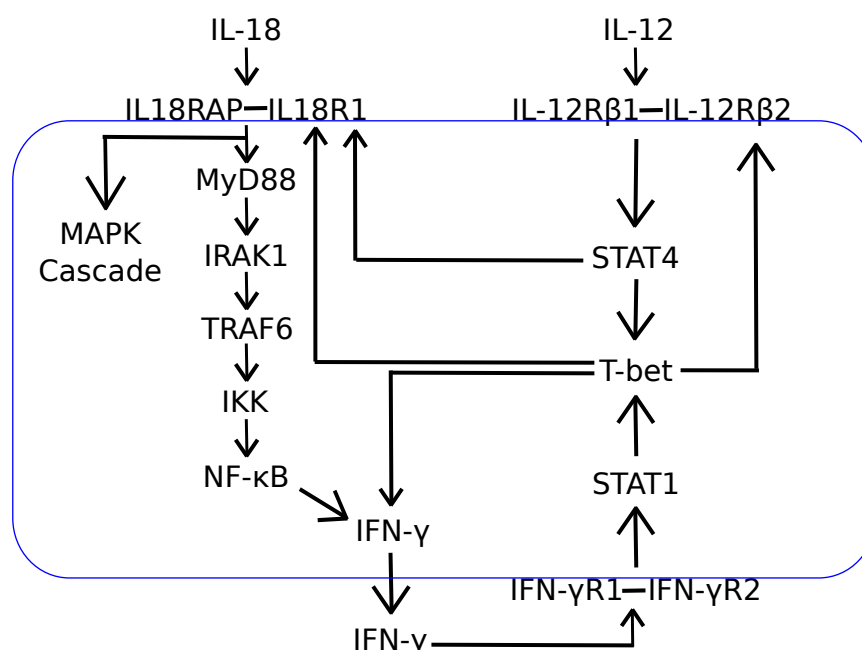 IL-18
IL-12
IL18RAP IL18R1
IL-12Rβ1 IL-12Rβ2
MyD88
MAPK
Cascade
IRAK1
STAT4
TRAF6
T-bet
IKK
NF-κB
STAT1
IFN-γ
IFN-γR1 IFN-γR2
IFN-γ